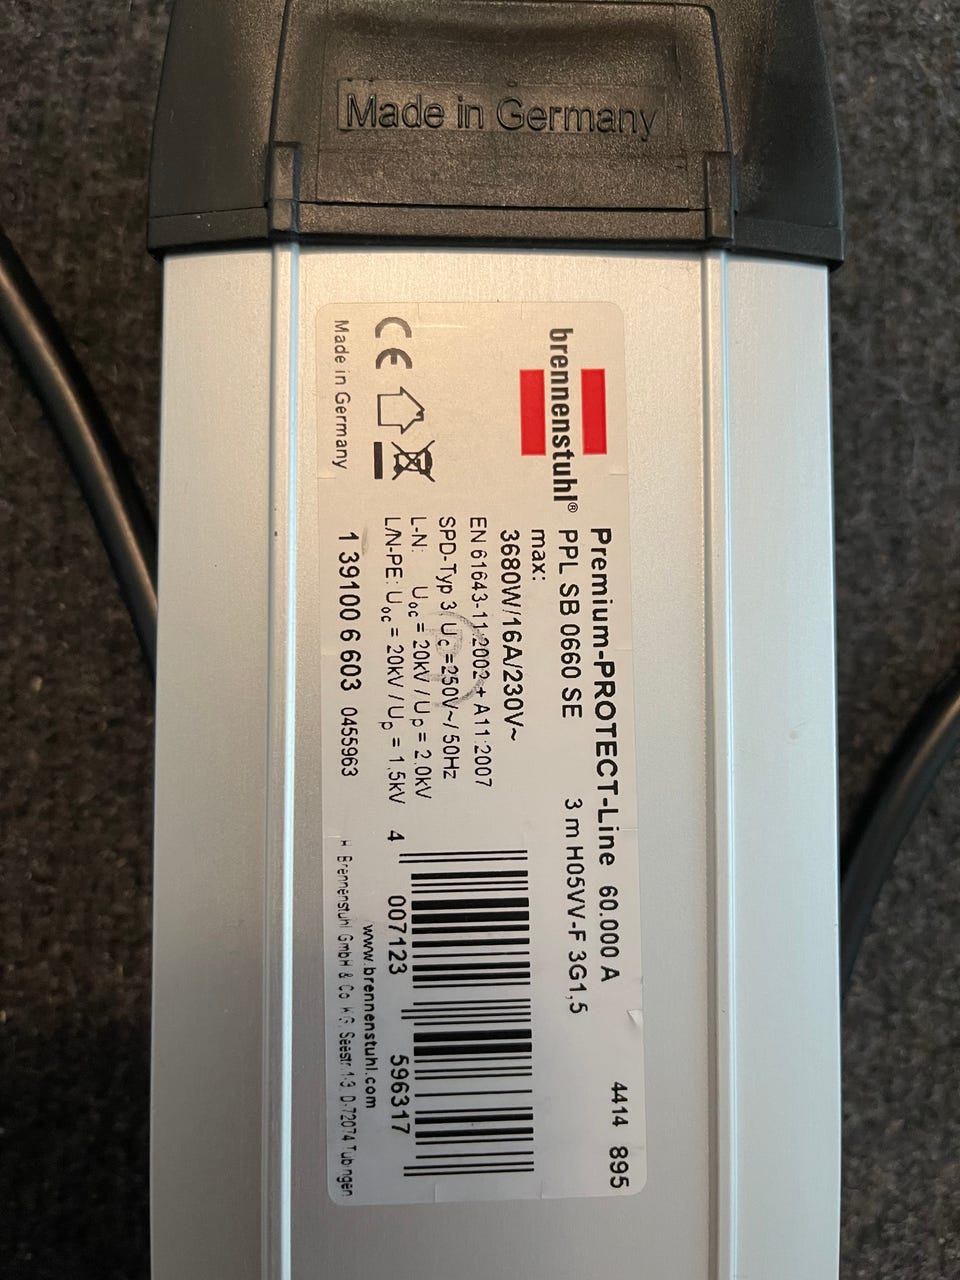 Made in Germany
brennenstuhl®
Premium-PROTECT-Line 60.000 A
4414 895
PPL SB 0660 SE
3 m H05VV-F 3G1,5
max:
3680W/16A/230V~
EN 61643-11:2002 + A11:2007
SPD-Typ 3/Uc =250V~/ 50Hz
L-N: Uoc = 20kV / Up = 2.0kV
L/N-PE: Uoc = 20kV / Up = 1.5kV
CE
Made in Germany
1 39100 6 603 0455963
4 007123 596317
www.brennenstuhl.com
H. Brennenstuhl GmbH & Co KG. Seestr.1-3. D-72074 Tübingen